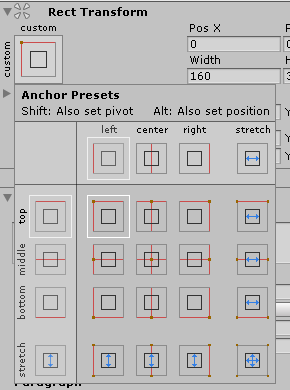 Rect Transform
custom
custom
Pos X
0
Width
160
Anchor Presets
Shift: Also set pivot Alt: Also set position
left center right stretch
top
middle
bottom
stretch